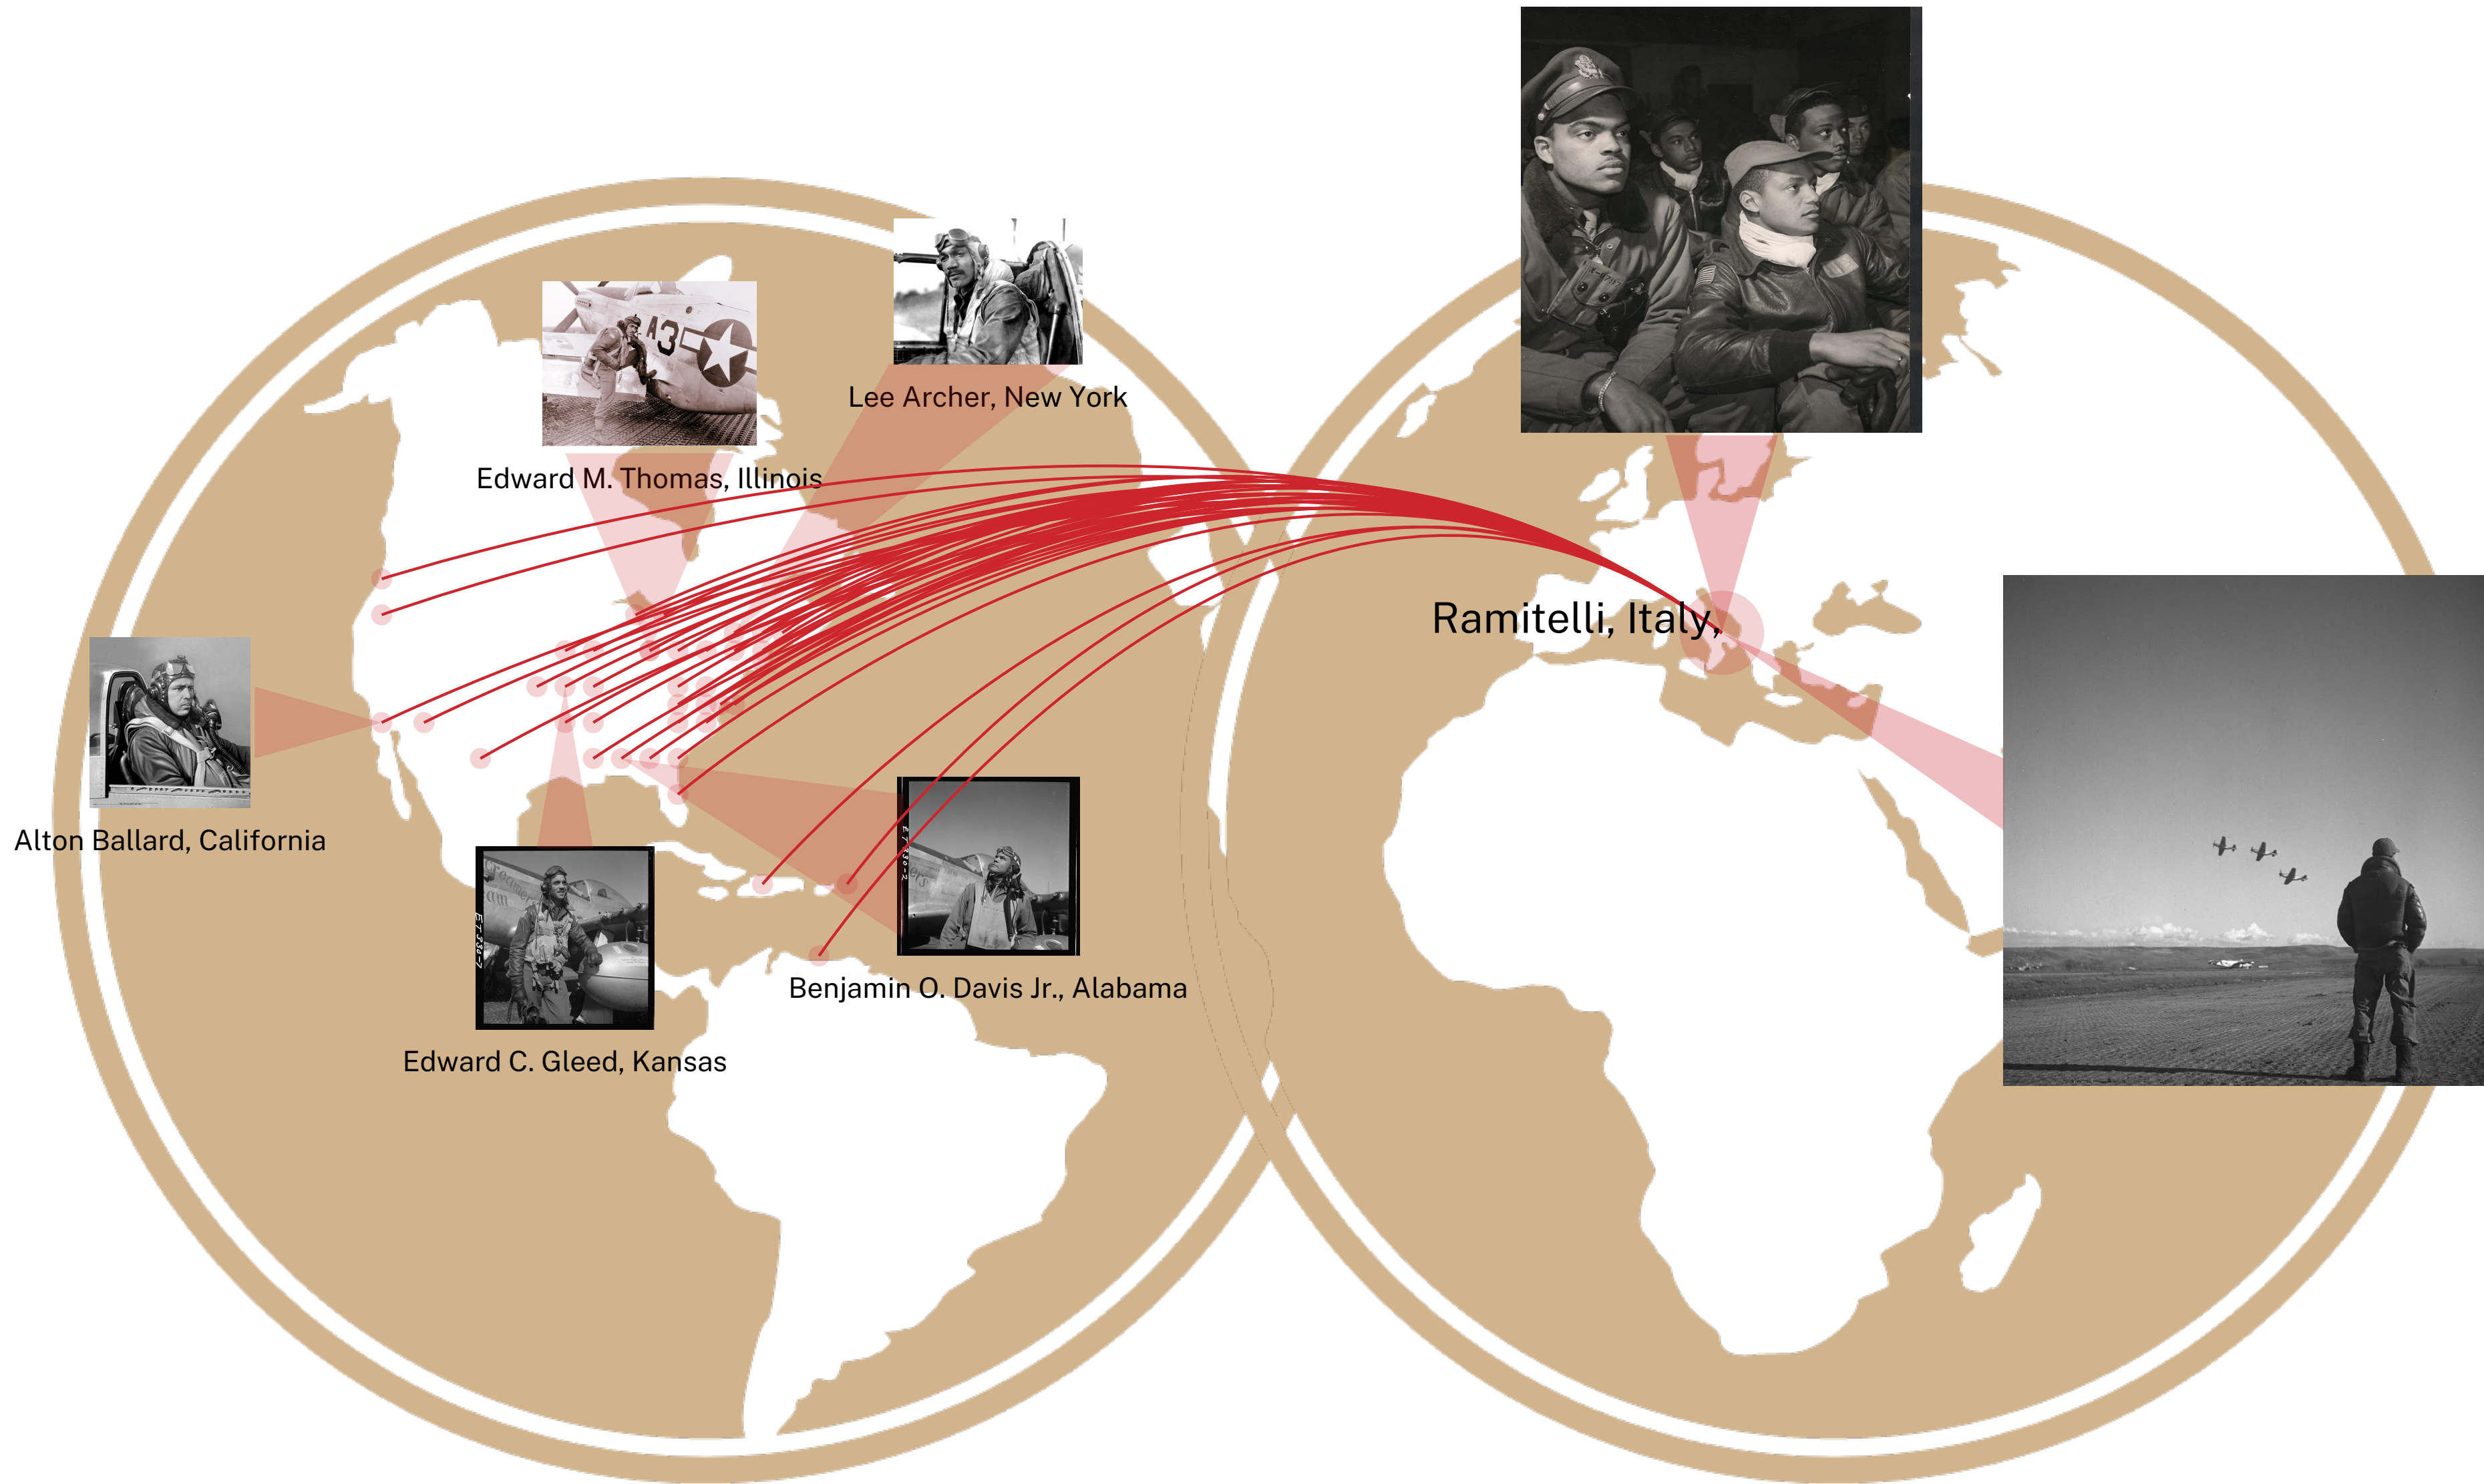 Lee Archer, New York
A3
Edward M. Thomas, Illinois
Ramitelli, Italy,
Alton Ballard, California
Benjamin O. Davis Jr., Alabama
Edward C. Gleed, Kansas